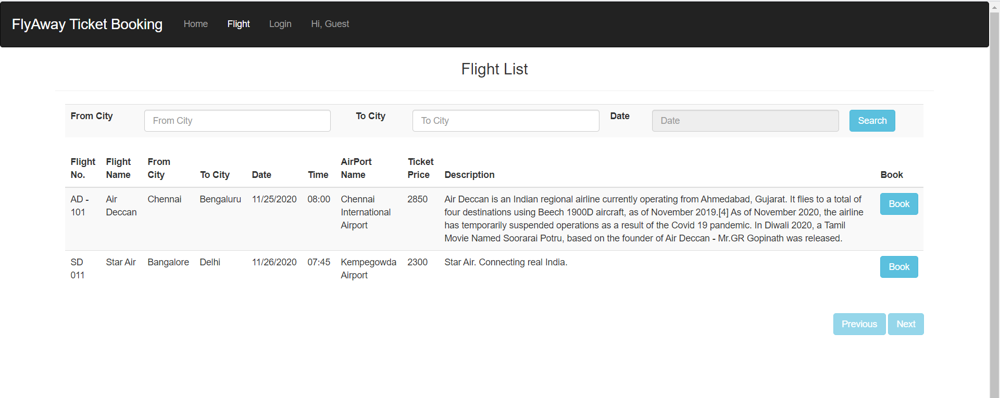 FlyAway Ticket Booking Home Flight Login Hi, Guest
Flight List
From City From City To City To City Date Date Search
Flight No. Flight Name From City To City Date Time AirPort Name Ticket Price Description Book
AD - 101 Air Deccan Chennai Bengaluru 11/25/2020 08:00 Chennai International Airport 2850 Air Deccan is an Indian regional airline currently operating from Ahmedabad, Gujarat. It flies to a total of
four destinations using Beech 1900D aircraft, as of November 2019.[4] As of November 2020, the airline
has temporarily suspended operations as a result of the Covid 19 pandemic. In Diwali 2020, a Tamil
Movie Named Soorarai Potru, based on the founder of Air Deccan - Mr.GR Gopinath was released.
Book
SD 011 Star Air Bangalore Delhi 11/26/2020 07:45 Kempegowda Airport 2300 Star Air. Connecting real India. Book
Previous Next